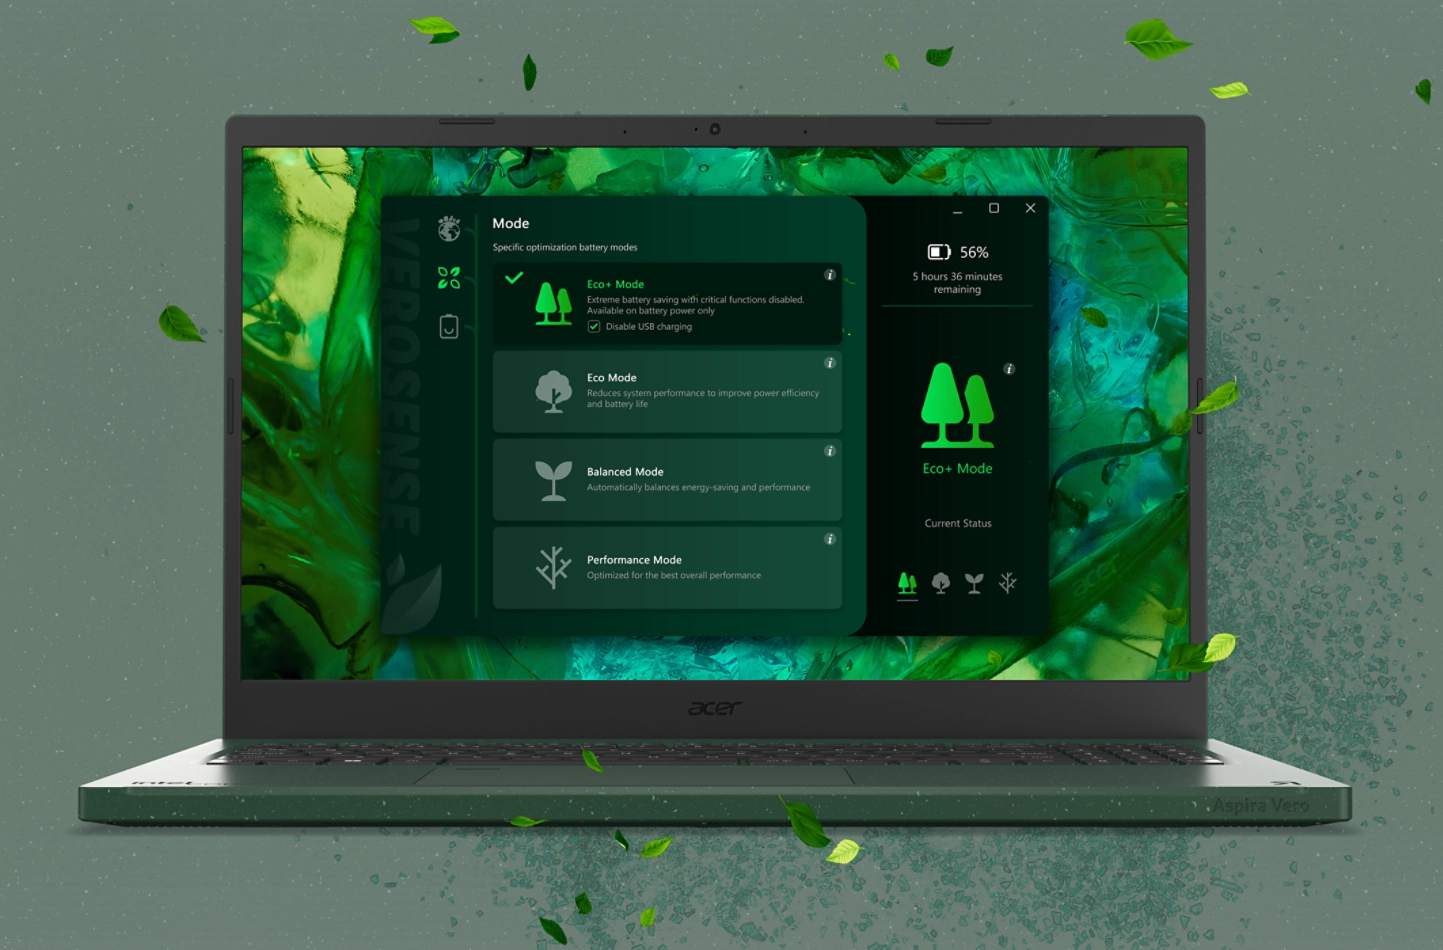 VEROSENSE
Mode
Specific optimization battery modes
Eco+ Mode
Extreme battery saving with critical functions disabled.
Available on battery power only
Disable USB charging
Eco Mode
Reduces system performance to improve power efficiency
and battery life
Balanced Mode
Automatically balances energy-saving and performance
Performance Mode
Optimized for the best overall performance
56%
5 hours 36 minutes
remaining
Eco+ Mode
Current Status
acer
acer
intel
Aspira Vero